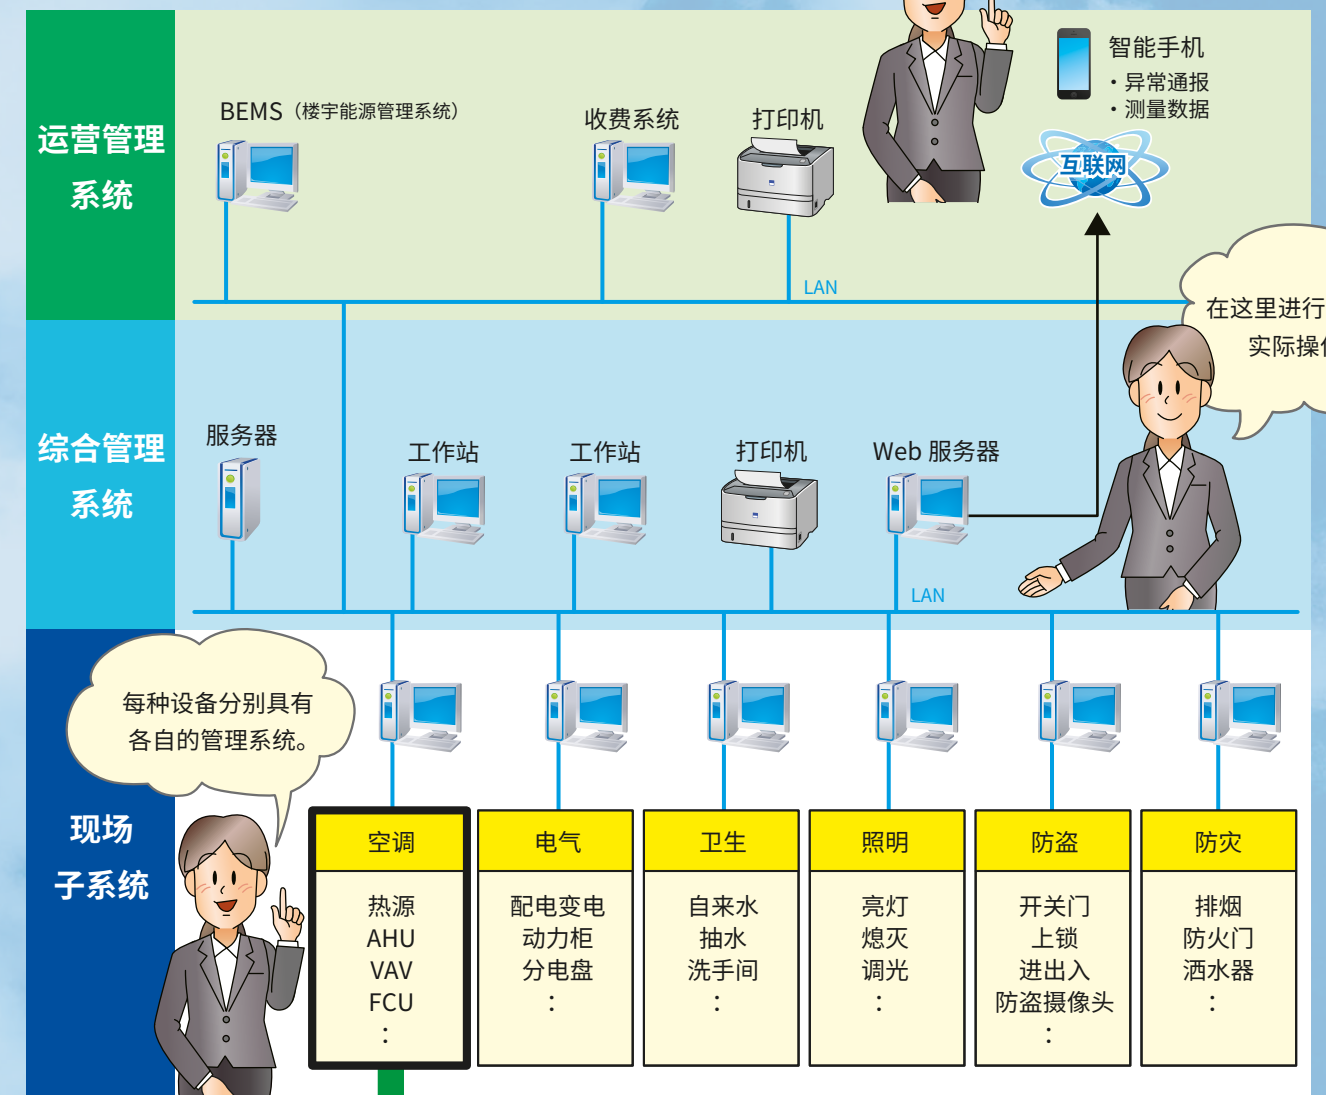 智能手机
・异常通报
・测量数据
互联网
BEMS（楼宇能源管理系统）
收费系统
打印机
运营管理
系统
LAN
在这里进行
实际操
综合管理
系统
服务器
工作站
工作站
打印机
Web 服务器
LAN
每种设备分别具有
各自的管理系统。
现场
子系统
空调
热源
AHU
VAV
FCU
：
电气
配电变电
动力柜
分电盘
：
卫生
自来水
抽水
洗手间
：
照明
亮灯
熄灭
调光
：
防盗
开关门
上锁
进出入
防盗摄像头
：
防灾
排烟
防火门
洒水器
：